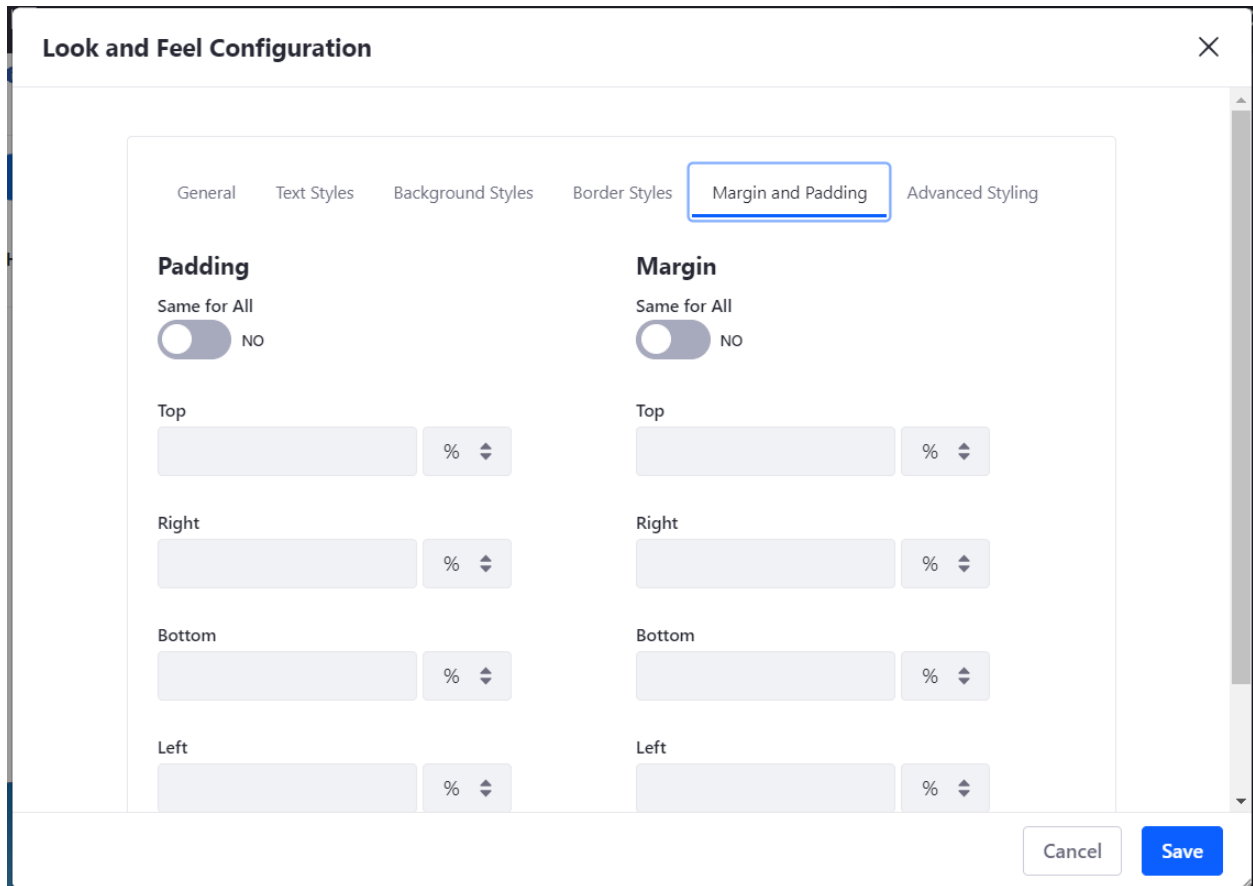 Look and Feel Configuration
General Text Styles Background Styles Border Styles Margin and Padding Advanced Styling
Padding
Same for All
NO
Top
%
Right
%
Bottom
%
Left
%
Margin
Same for All
NO
Top
%
Right
%
Bottom
%
Left
%
Cancel Save